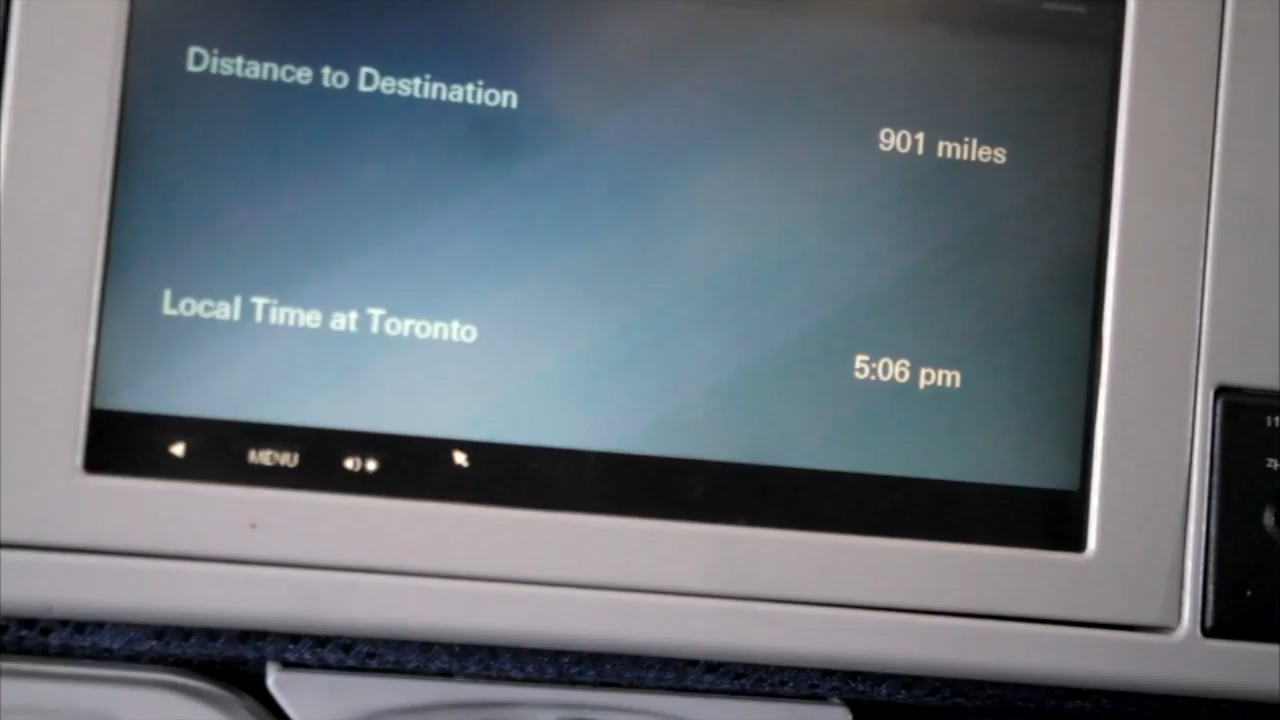 Distance to Destination
901 miles
Local Time at Toronto
5:06 pm
MENU